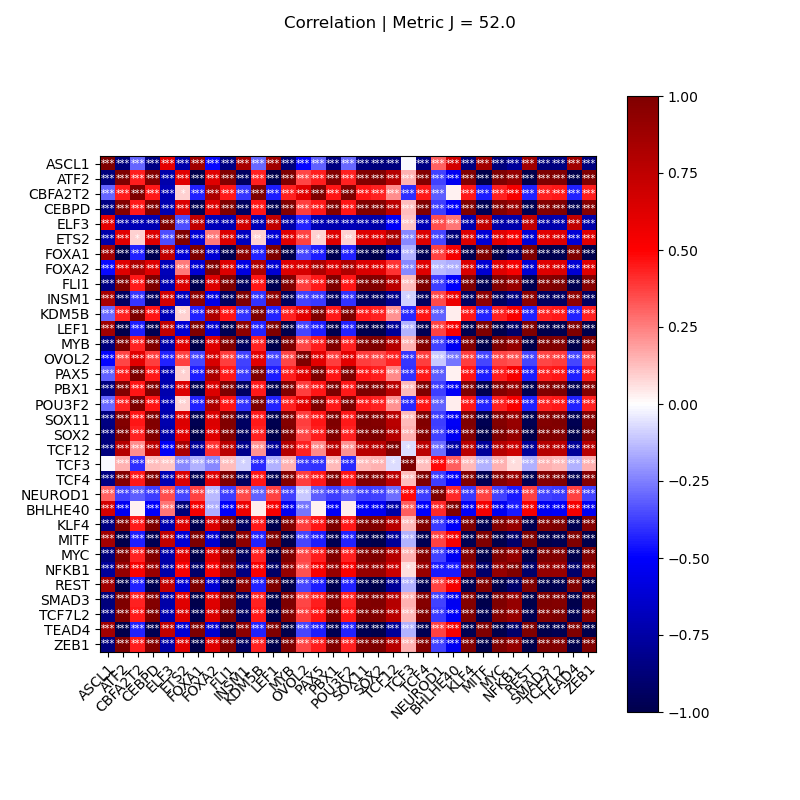 Correlation | Metric J = 52.0
ASCL1
ATF2
CBFA2T2
CEBPD
ELF3
ETS2
FOXA1
FOXA2
FLI1
INSM1
KDM5B
LEF1
MYB
OVOL2
PAX5
PBX1
POU3F2
SOX11
SOX2
TCF12
TCF3
TCF4
NEUROD1
BHLHE40
KLF4
MITF
MYC
NFKB1
REST
SMAD3
TCF7L2
TEAD4
ZEB1
ASCL1
ATF2
CBFA2T2
CEBPD
ELF3
ETS2
FOXA1
FOXA2
FLI1
INSM1
KDM5B
LEF1
MYB
OVOL2
PAX5
PBX1
POU3F2
SOX11
SOX2
TCF12
TCF3
TCF4
NEUROD1
BHLHE40
KLF4
MITF
MYC
NFKB1
REST
SMAD3
TCF7L2
TEAD4
ZEB1
1.00
0.75
0.50
0.25
0.00
−0.25
−0.50
−0.75
−1.00